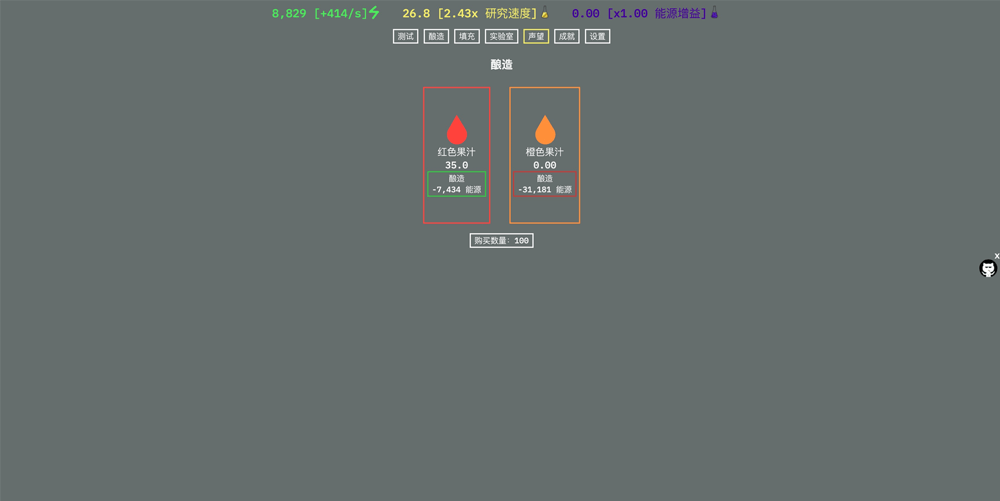 8,829 [+414/s]
26.8 [2.43x 研究速度]
0.00 [x1.00 能源增益]
测试 酿造 填充 实验室 声望 成就 设置
酿造
红色果汁
35.0
酿造
-7,434 能源
橙色果汁
0.00
酿造
-31,181 能源
购买数量: 100
x